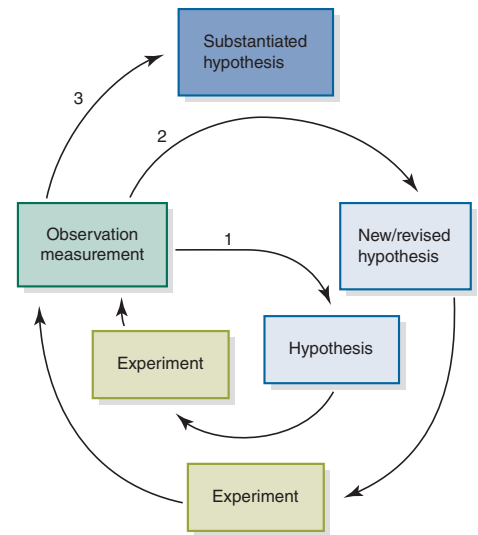 Substantiated
hypothesis
3
2
Observation
measurement
1
New/revised
hypothesis
Hypothesis
Experiment
Experiment